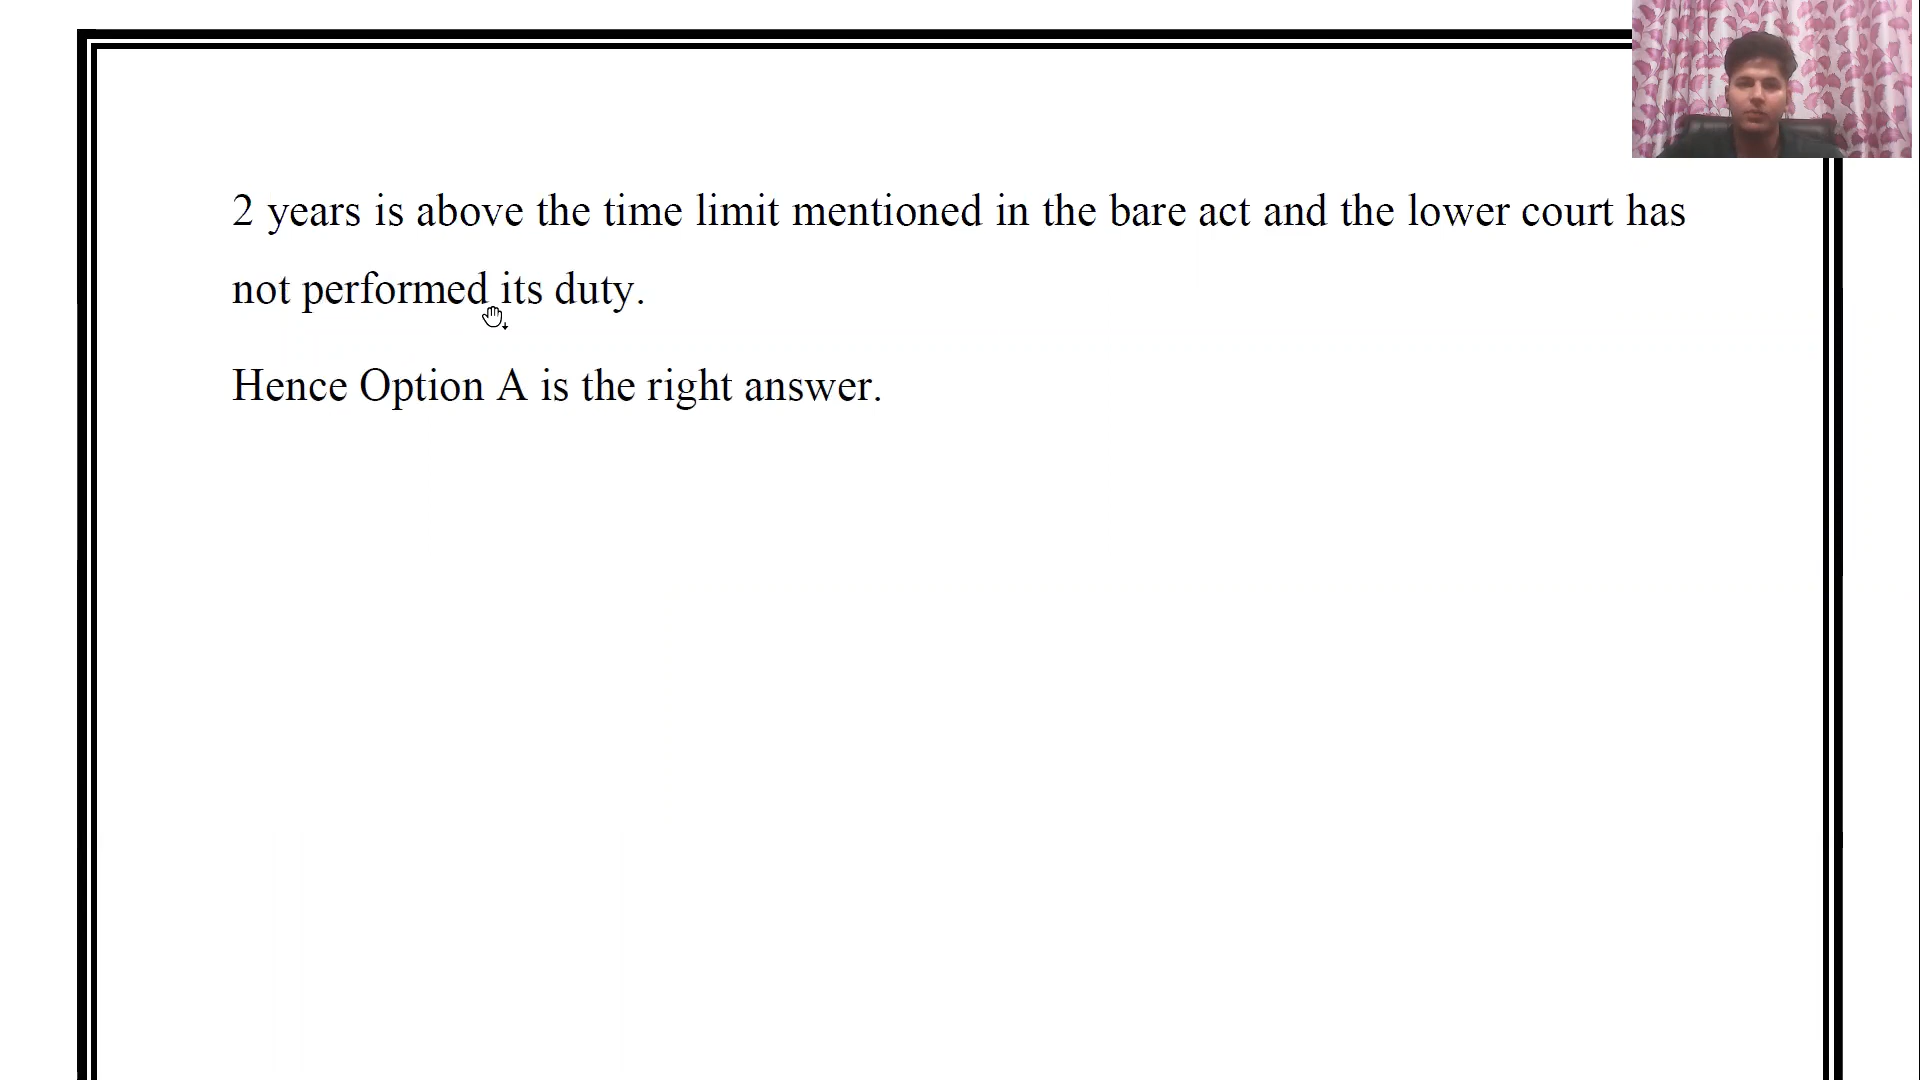 2 years is above the time limit mentioned in the bare act and the lower court has
not performed its duty.
Hence Option A is the right answer.